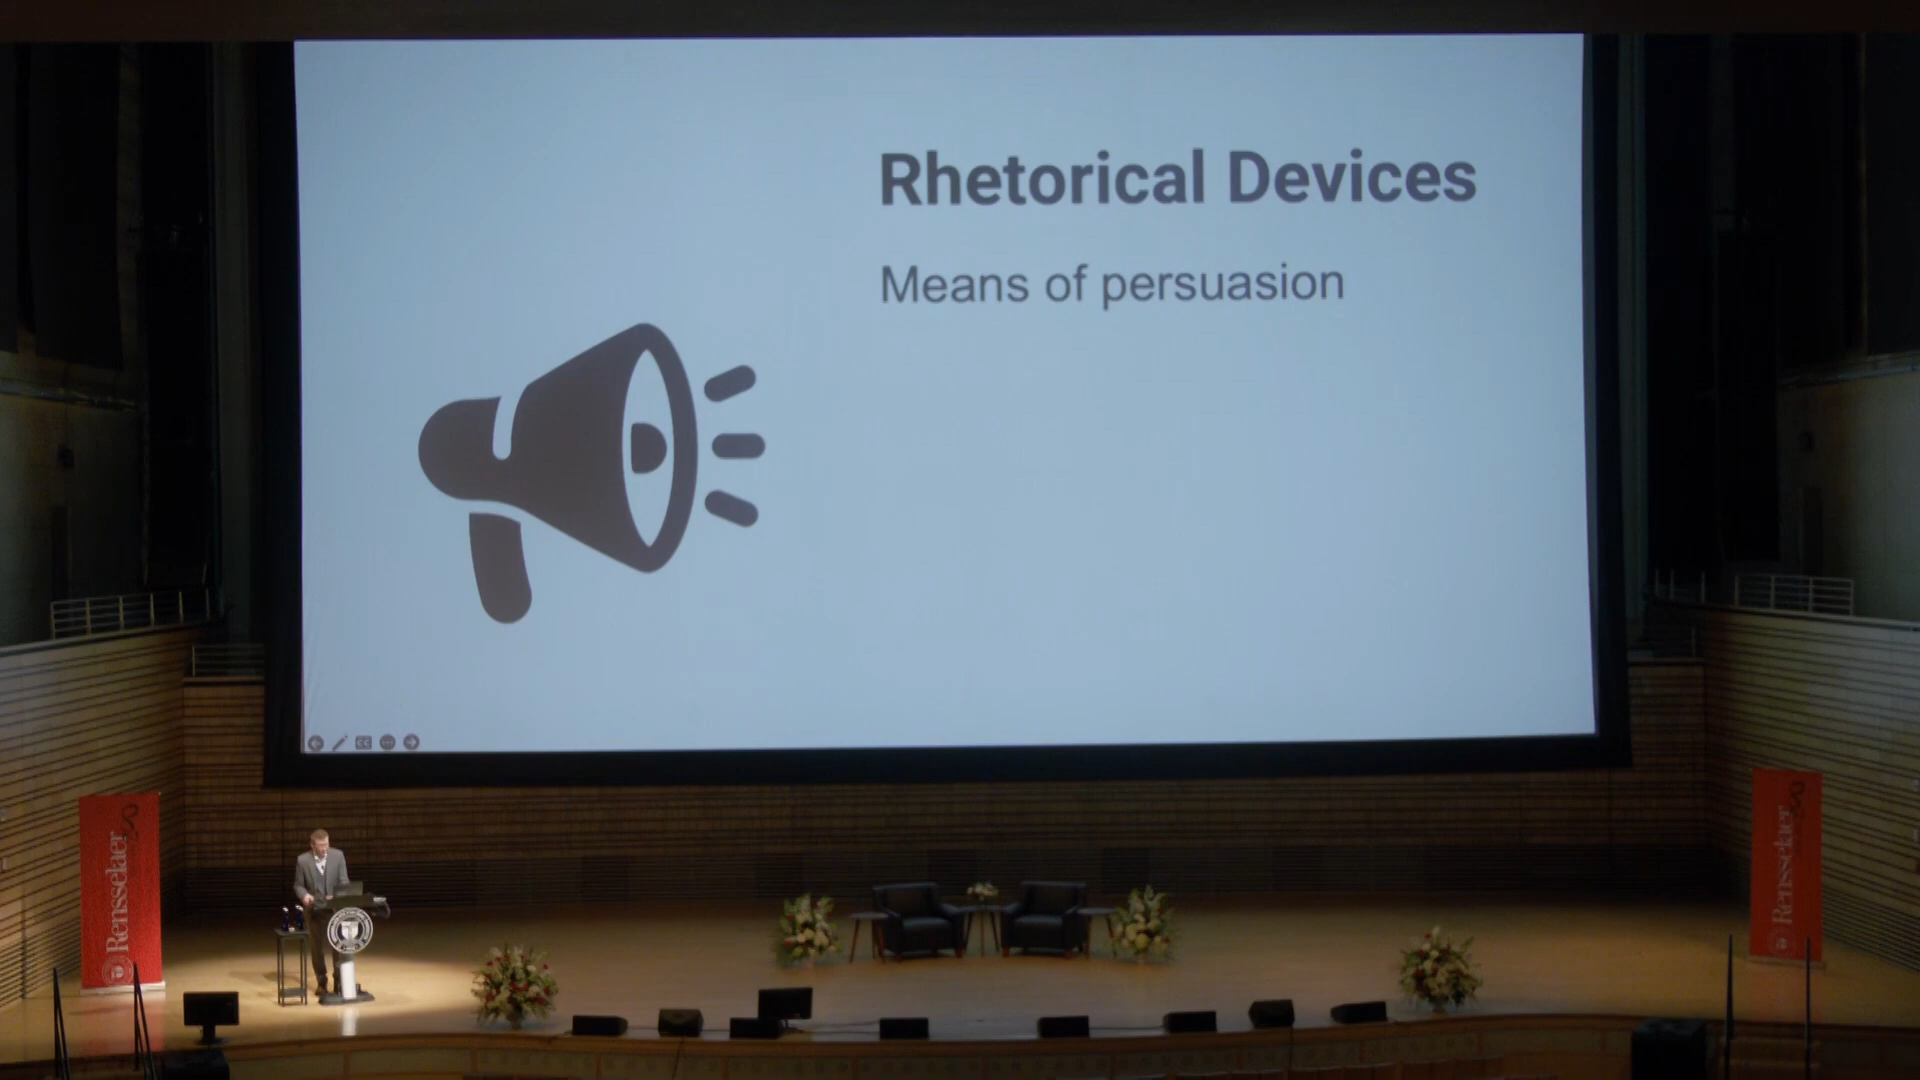 Rhetorical Devices
Means of persuasion
Rensselaer
Rensselaer